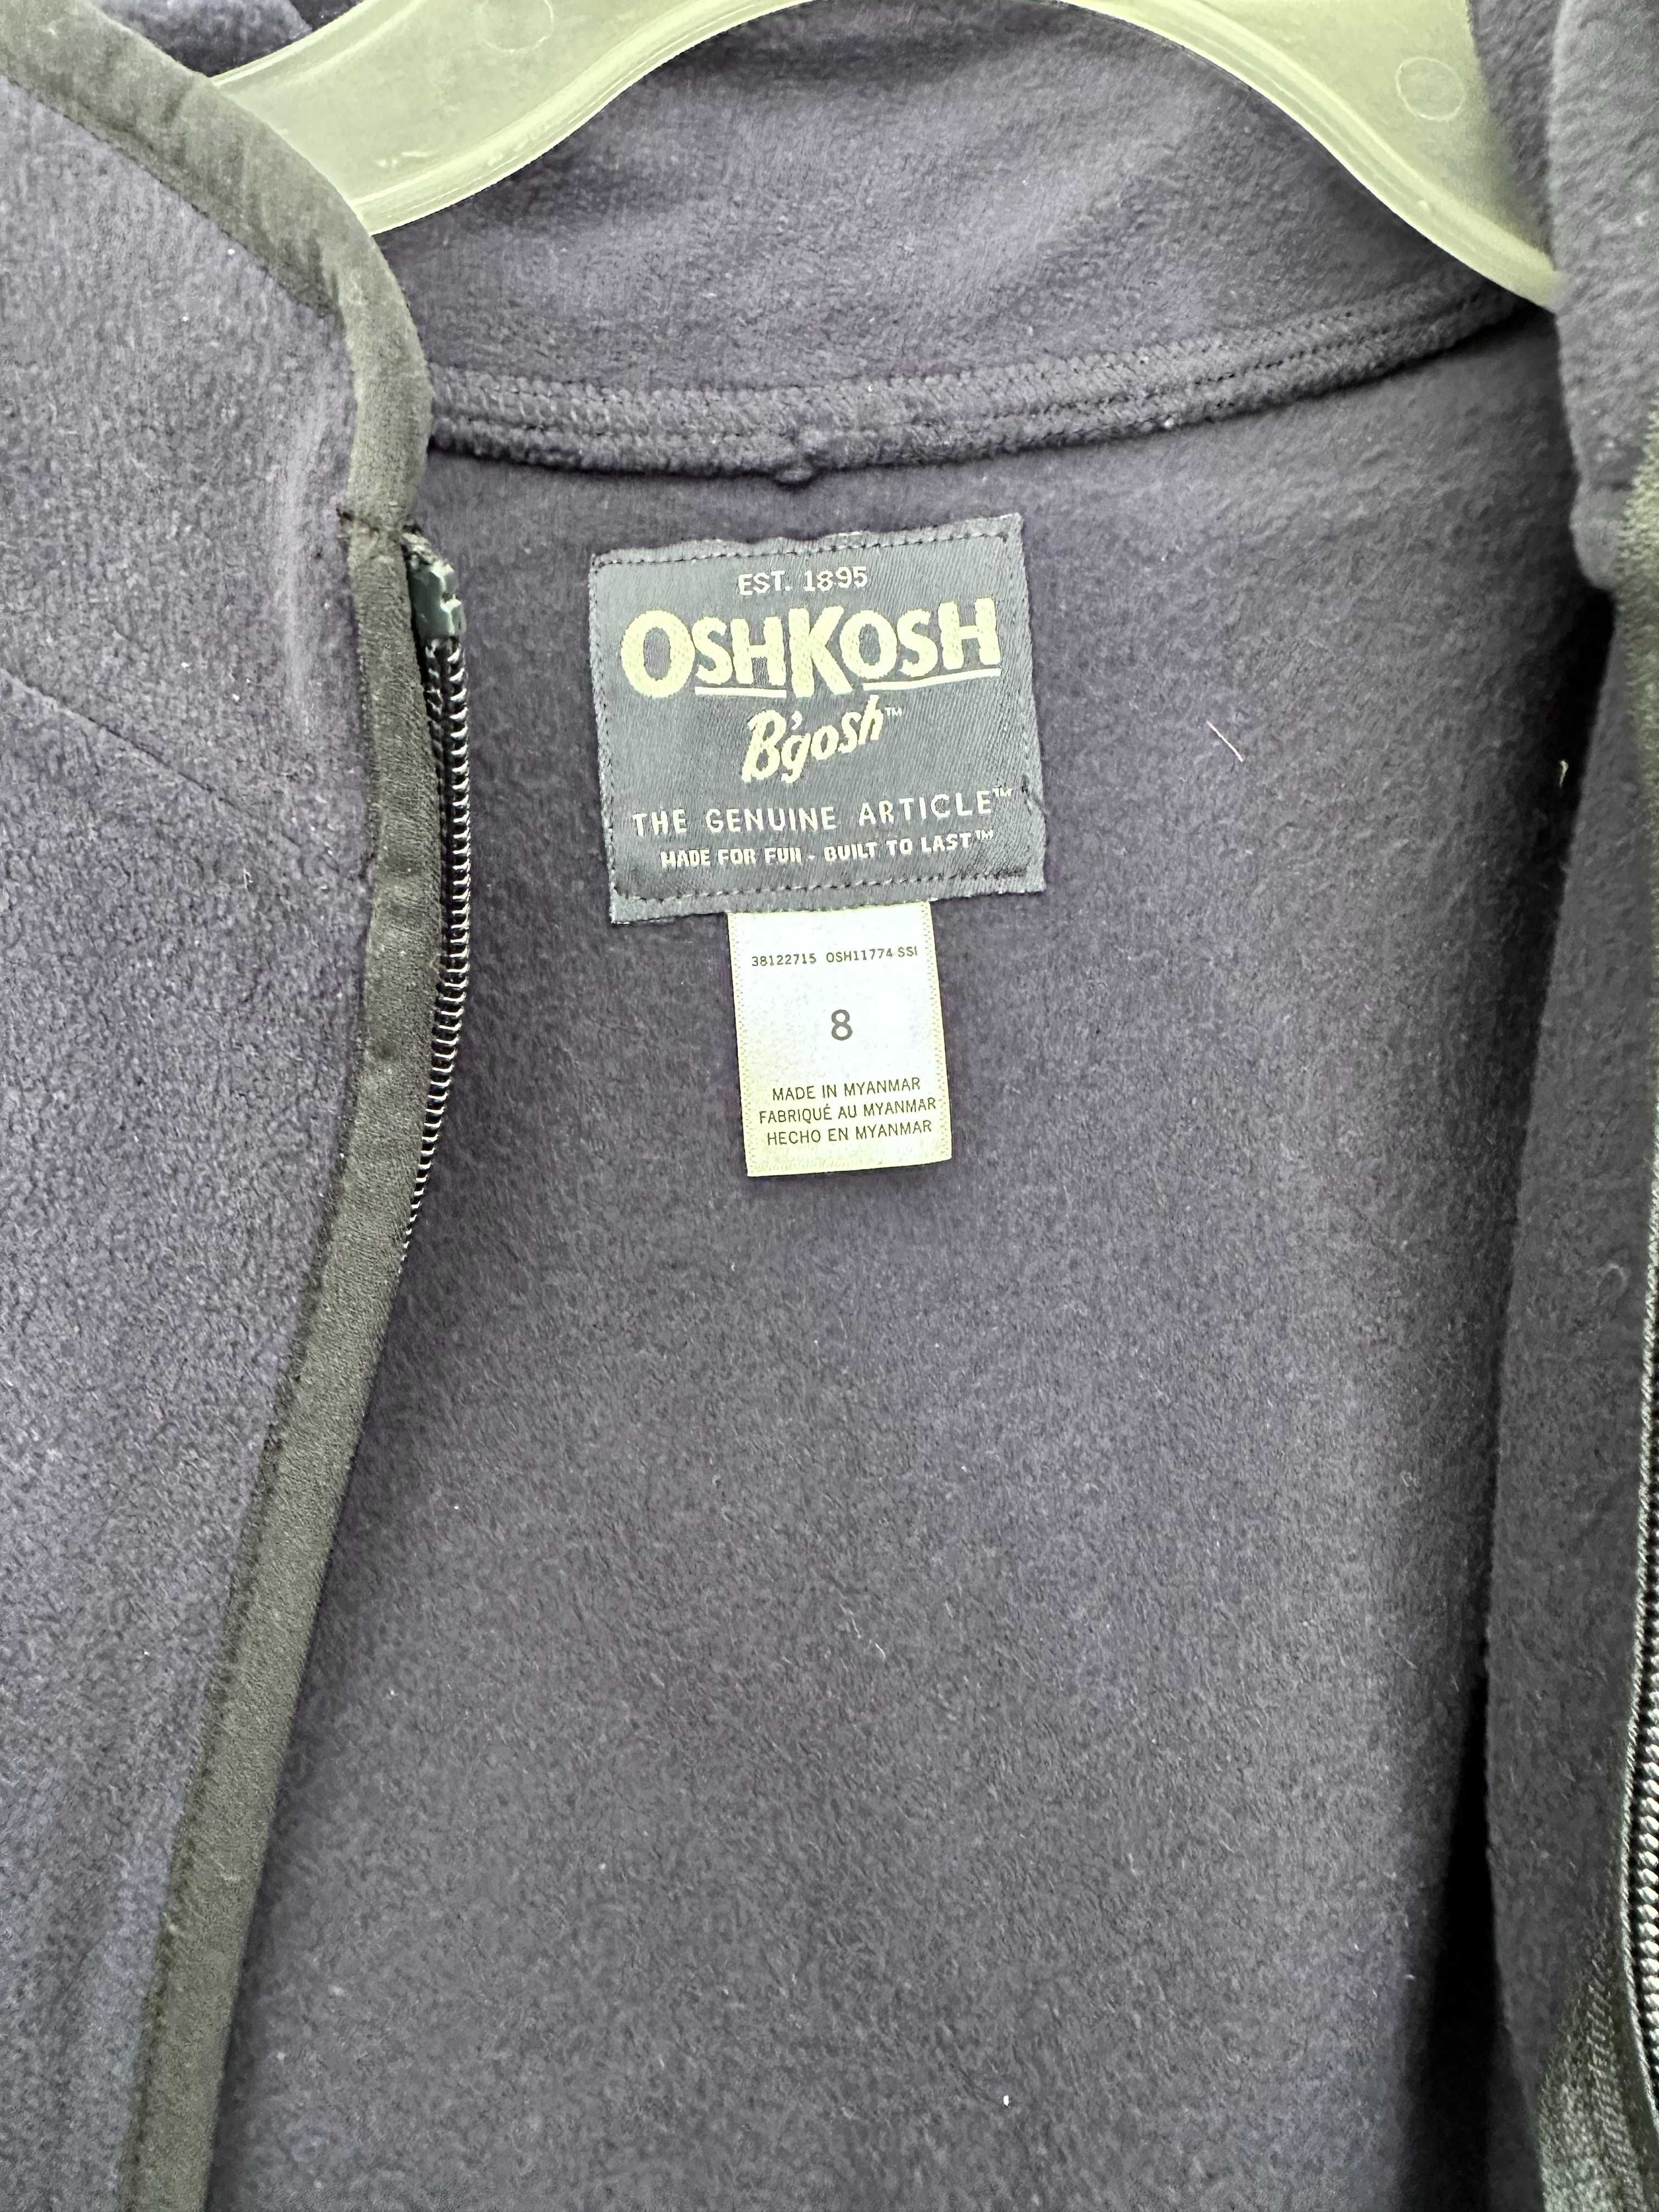 EST. 1895
OSHKOSH
B'gosh™
THE GENUINE ARTICLE™
MADE FOR FUN - BUILT TO LAST™
38122715 OSH11774 SSI
8
MADE IN MYANMAR
FABRIQUÉ AU MYANMAR
HECHO EN MYANMAR